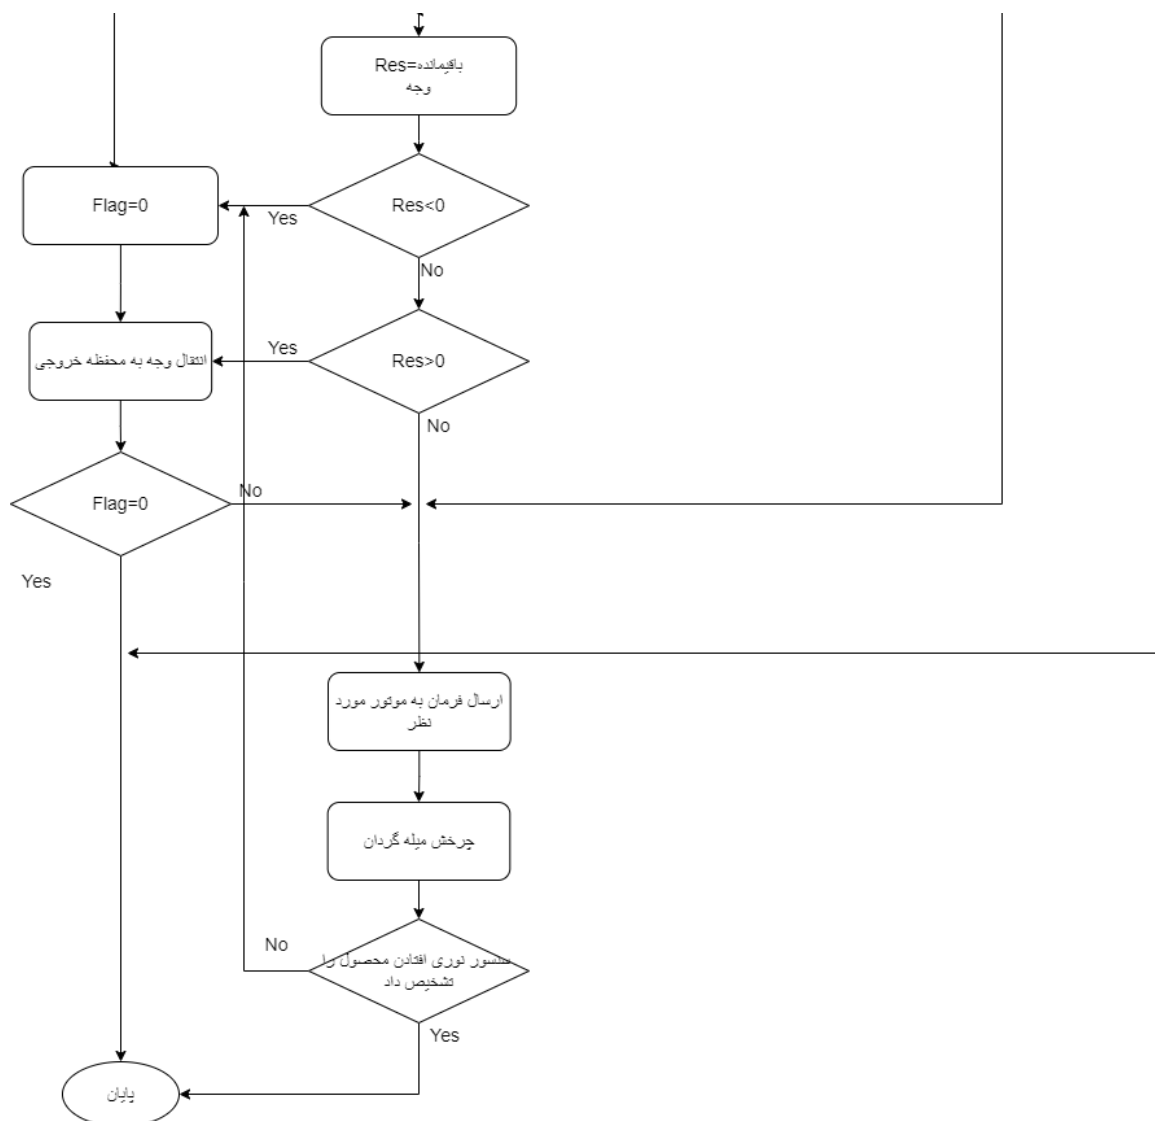 Res=باقیمانده
وجه
Flag=0
Yes
Res<0
No
انتقال وجه به محفظه خروجی
Yes
Res>0
No
Flag=0
No
Yes
ارسال فرمان به موتور مورد
نظر
چرخش میله گردان
No
سنسور نوری افتادن محصول را
تشخیص داد
Yes
پایان